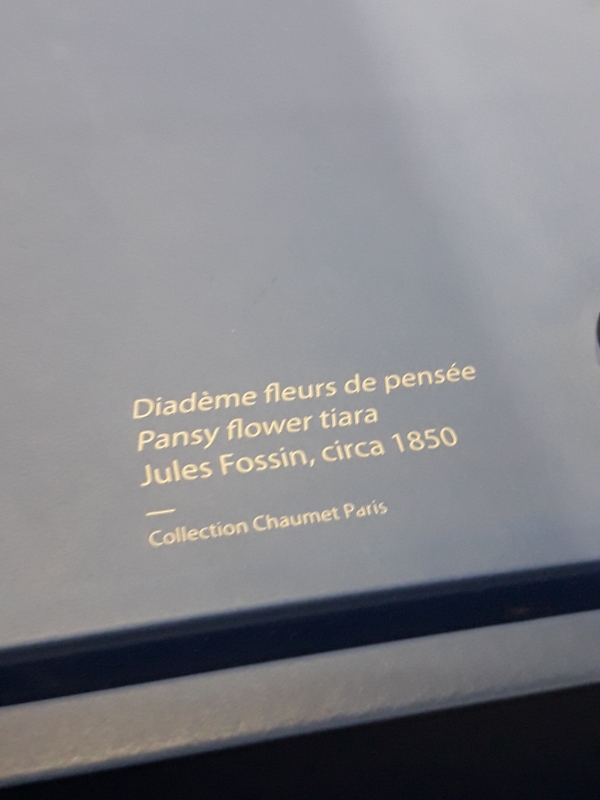 Diadème fleurs de pensée
Pansy flower tiara
Jules Fossin, circa 1850
—
Collection Chaumet Paris